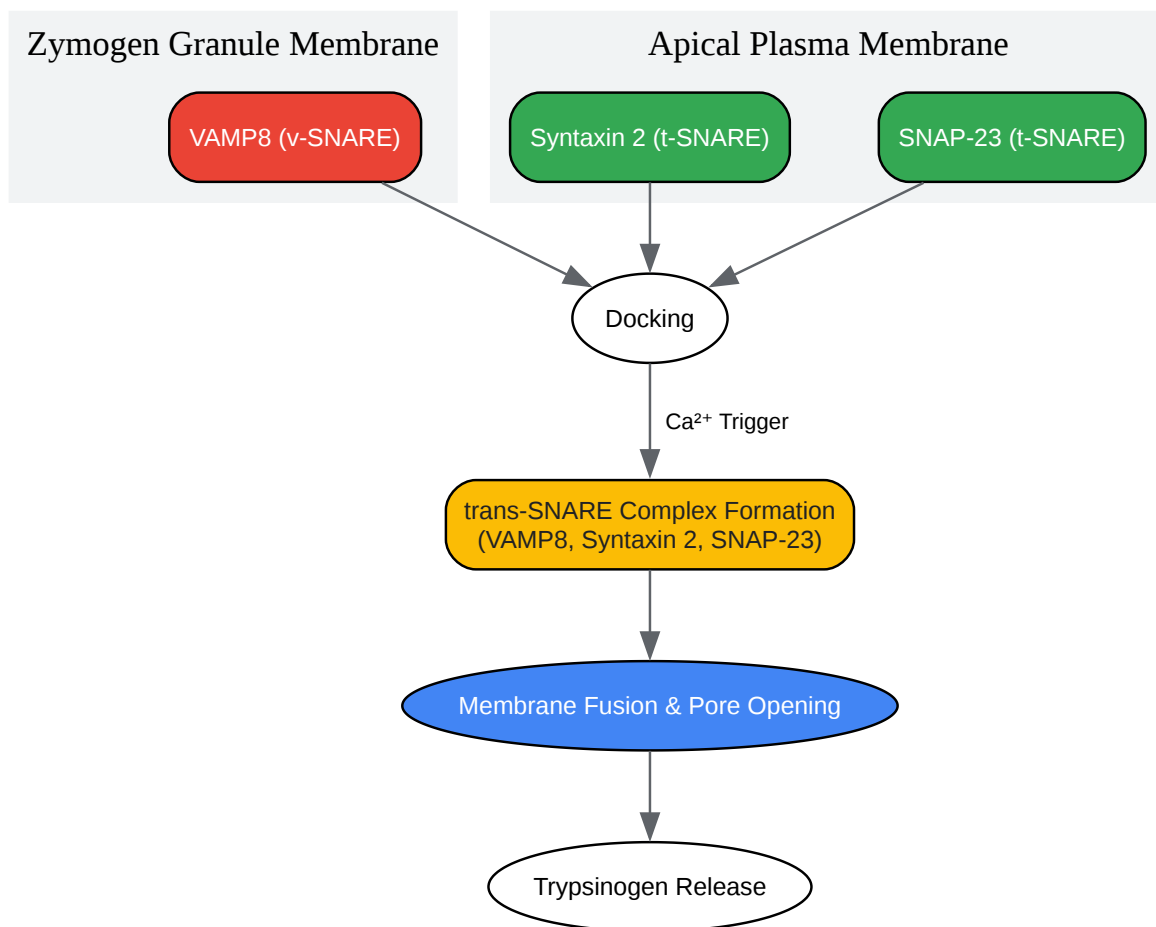 Zymogen Granule Membrane
Apical Plasma Membrane
VAMP8 (v-SNARE)
Syntaxin 2 (t-SNARE)
SNAP-23 (t-SNARE)
Docking
Ca²⁺ Trigger
trans-SNARE Complex Formation
(VAMP8, Syntaxin 2, SNAP-23)
Membrane Fusion & Pore Opening
Trypsinogen Release